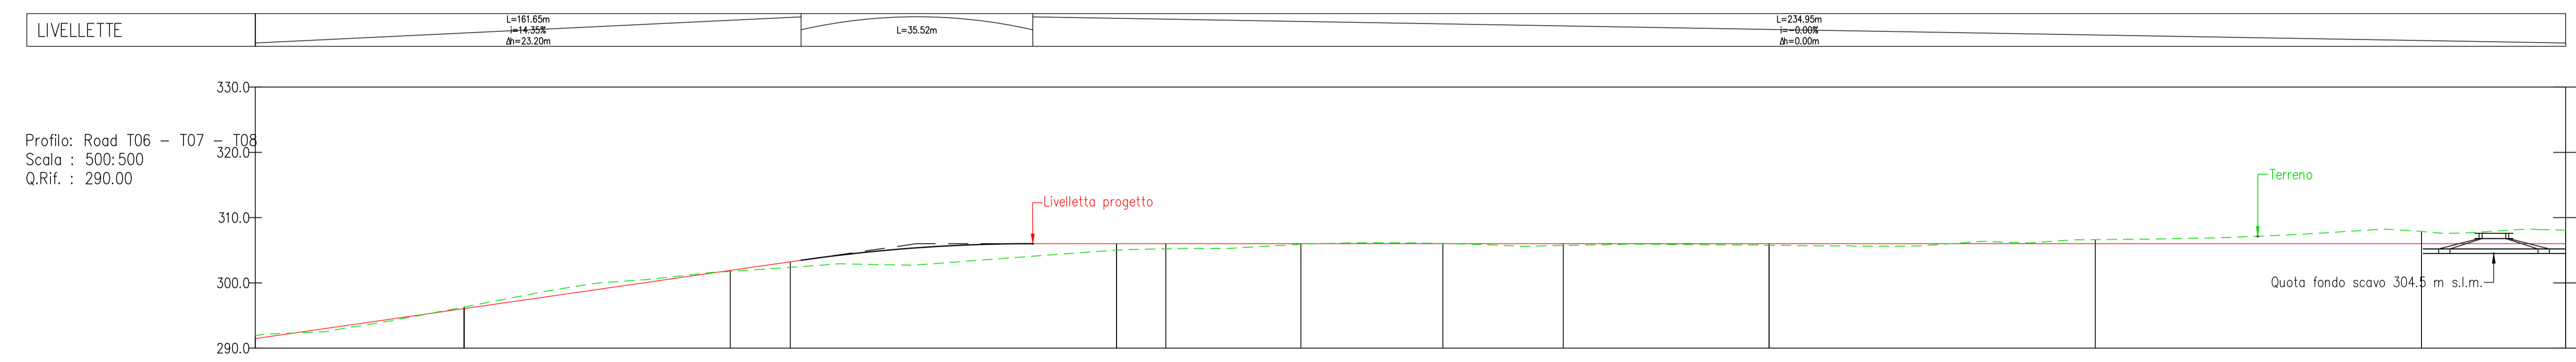 LIVELLETTE
L=161.65m
i=14.35%
Δh=23.20m
L=35.52m
L=234.95m
i=-0.00%
Δh=0.00m
330.0
Profilo: Road T06 - T07 - T08
320.0
Scala : 500:500
Q.Rif. : 290.00
Terreno
Livelletta progetto
310.0
300.0
Quota fondo scavo 304.5 m s.l.m.
290.0